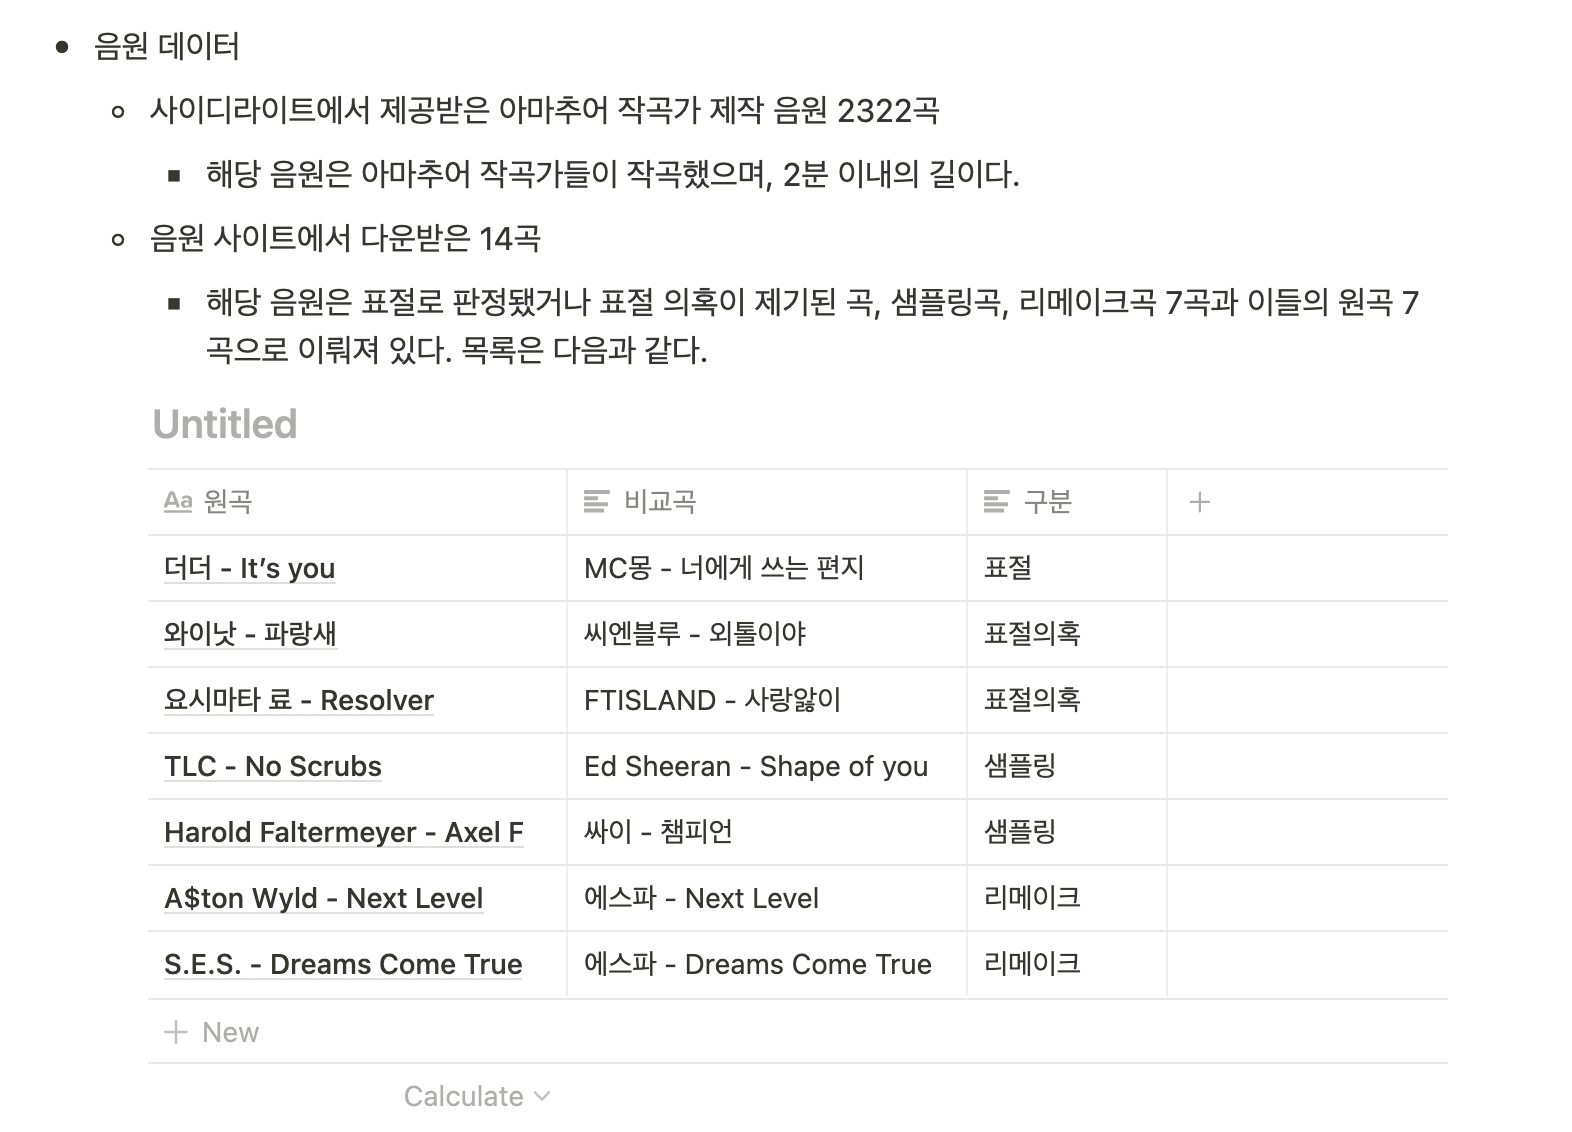 음원 데이터
사이디라이트에서 제공받은 아마추어 작곡가 제작 음원 2322곡
해당 음원은 아마추어 작곡가들이 작곡했으며, 2분 이내의 길이다.
음원 사이트에서 다운받은 14곡
해당 음원은 표절로 판정됐거나 표절 의혹이 제기된 곡, 샘플링곡, 리메이크곡 7곡과 이들의 원곡 7
곡으로 이뤄져 있다. 목록은 다음과 같다.
Untitled
Aa 원곡 비교곡 구분
더더 - It’s you MC몽 - 너에게 쓰는 편지 표절
와이낫 - 파랑새 씨엔블루 - 외톨이야 표절의혹
요시마타 료 - Resolver FTISLAND - 사랑앓이 표절의혹
TLC - No Scrubs Ed Sheeran - Shape of you 샘플링
Harold Faltermeyer - Axel F 싸이 - 챔피언 샘플링
A$ton Wyld - Next Level 에스파 - Next Level 리메이크
S.E.S. - Dreams Come True 에스파 - Dreams Come True 리메이크
+ New
Calculate